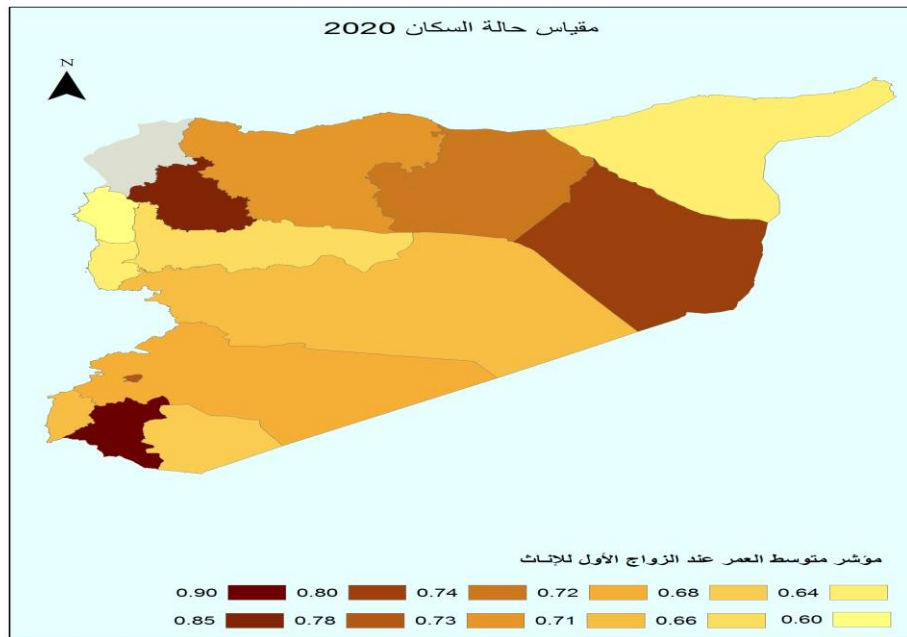 مقياس حالة السكان 2020
N
مؤشر متوسط العمر عند الزواج الأول للإناث
0.90 0.80 0.74 0.72 0.68 0.64
0.85 0.78 0.73 0.71 0.66 0.60